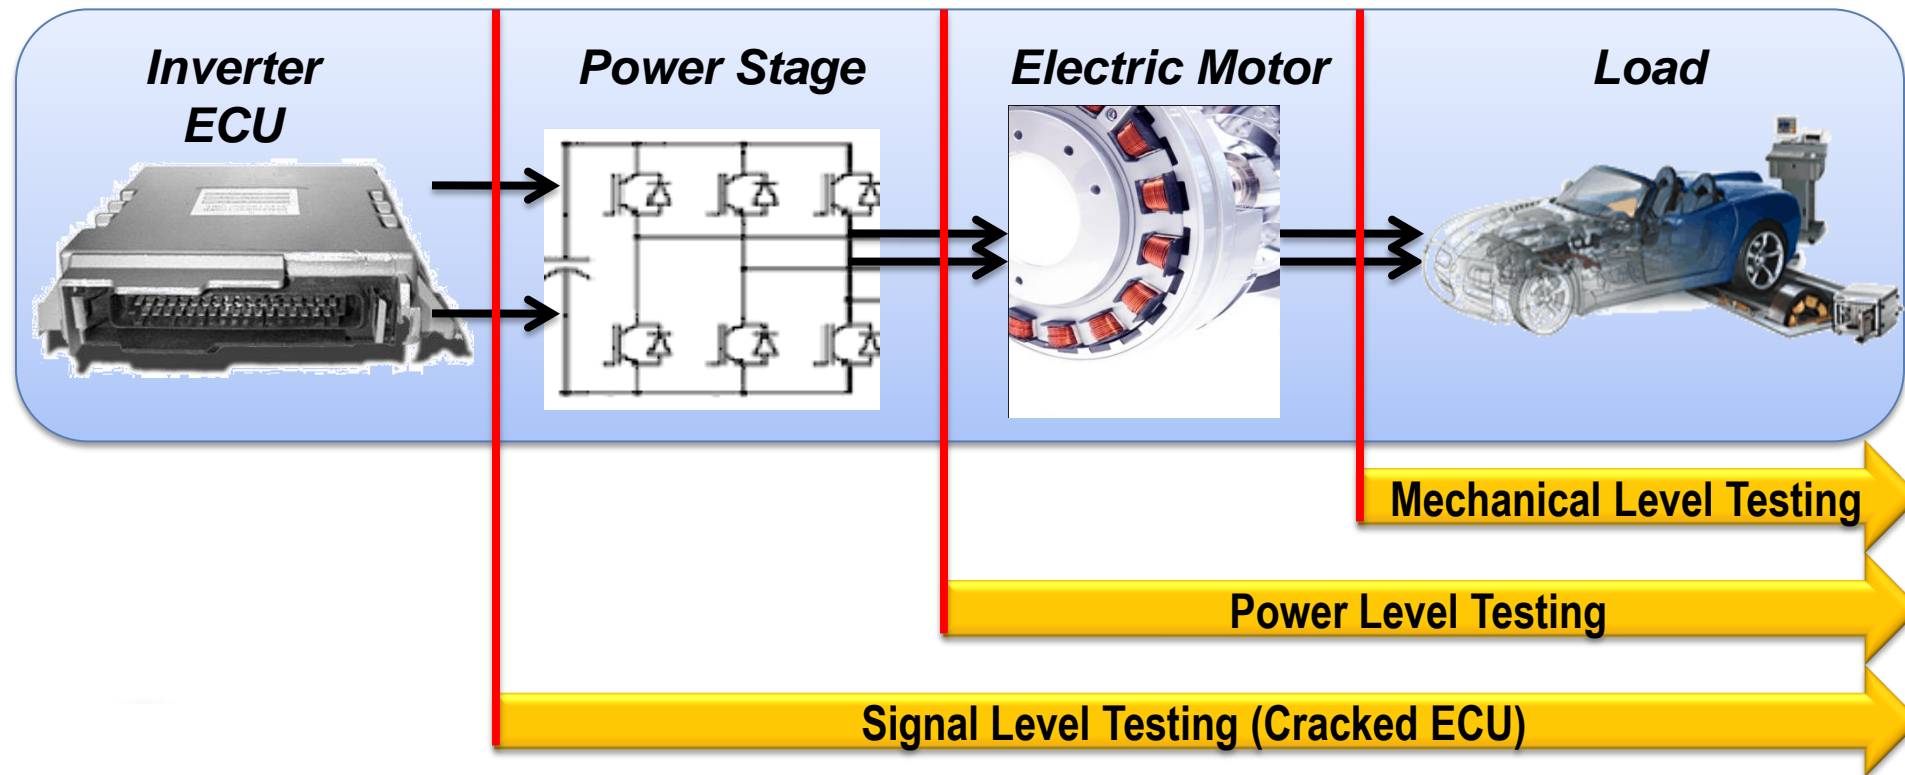 Inverter
ECU
Power Stage
Electric Motor
Load
Mechanical Level Testing
Power Level Testing
Signal Level Testing (Cracked ECU)